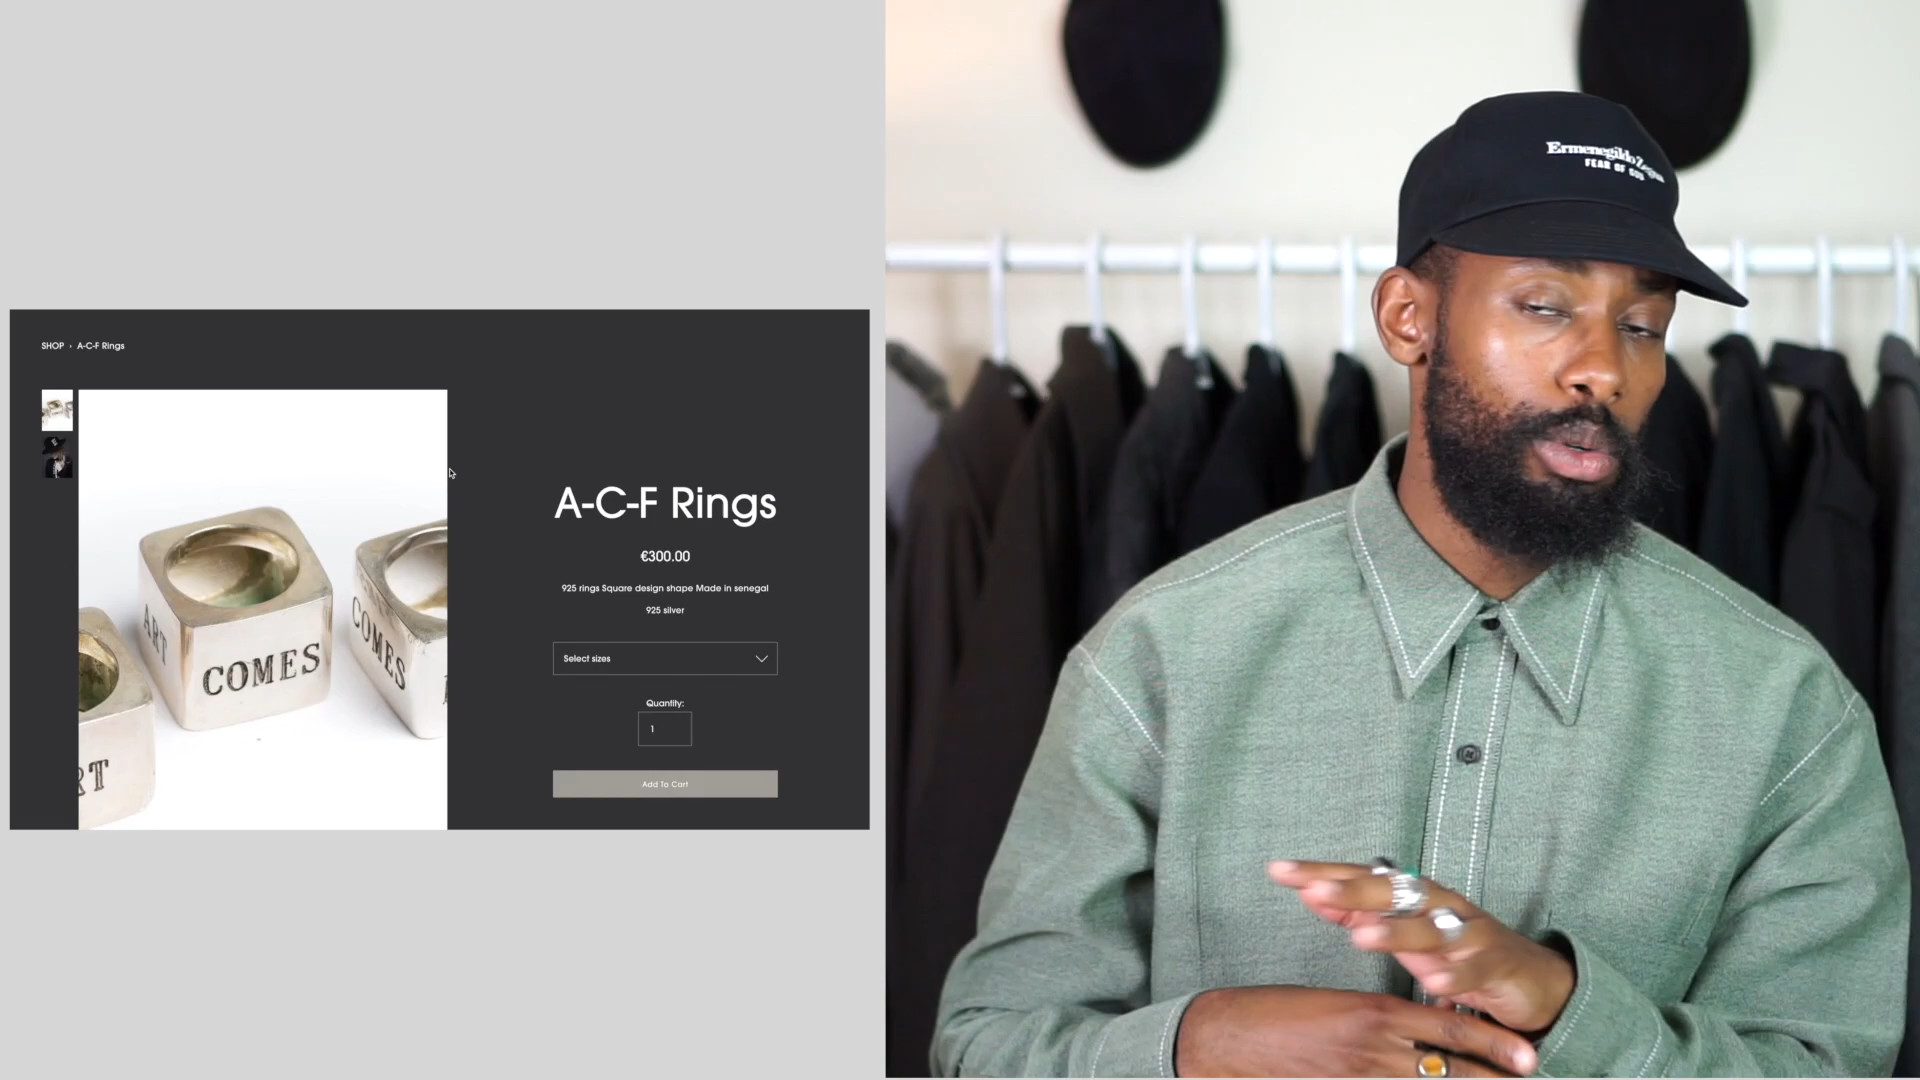 SHOP › A-C-F Rings
ART
COMES
COMES
RT
A-C-F Rings
€300.00
925 rings Square design shape Made in senegal
925 silver
Select sizes
Quantity:
1
Add To Cart
Ermenegildo Zegna
FEAR OF GOD